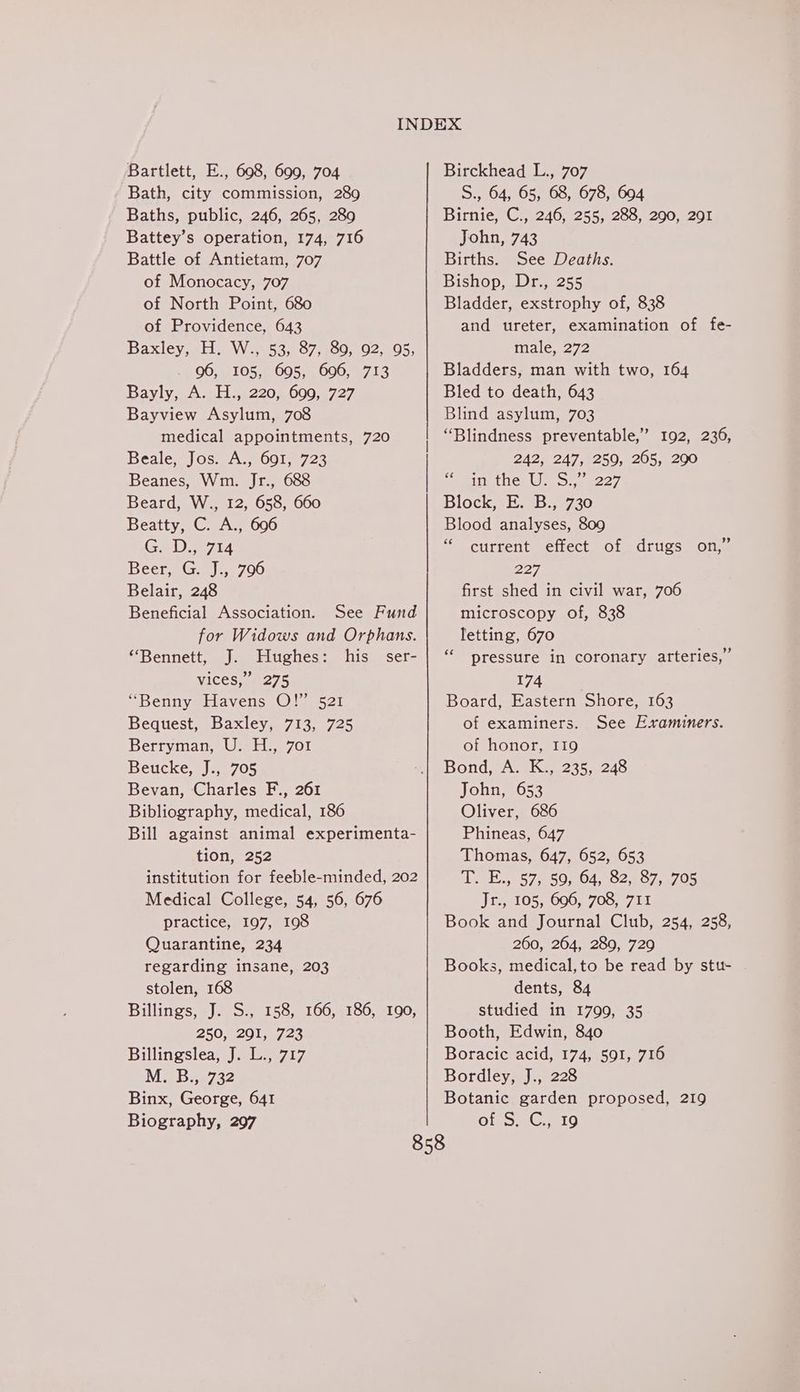 INDEX
Bartlett, E., 698, 699, 704
Bath, city commission, 289
Baths, public, 246, 265, 289
Battey's operation, 174, 716
Battle of Antietam, 707
of Monocacy, 707
of North Point, 680
of Providence, 643
Baxley, H. W., 53, 87, 89, 92, 95,
96, 105, 695, 696, 713
Bayly, A. H., 220, 699, 727
Bayview Asylum, 708
medical appointments, 720
Beale, Jos. A., 691, 723
Beanes, Wm. Jr., 688
Beard, W., 12, 658, 660
Beatty, C. A., 696
G. D., 714
Beer, G. J., 796
Belair, 248
Beneficial Association. See Fund
for Widows and Orphans.
“Bennett, J. Hughes: his ser-
vices,” 275
“Benny Havens O!” 521
Bequest, Baxley, 713, 725
Berryman, U. H., 701
Beucke, J., 705
Bevan, Charles F., 261
Bibliography, medical, 186
Bill against animal experimenta-
tion, 252
institution for feeble-minded, 202
Medical College, 54, 56, 676
practice, 197, 198
Quarantine, 234
regarding insane, 203
stolen, 168
Billings, J. S., 158, 166, 186, 190,
250, 291, 723
Billingslea, J. L., 717
M. B., 732
Binx, George, 641
Biography, 297
Birckhead L., 707
S., 64, 65, 68, 678, 694
Birnie, C., 246, 255, 288, 290, 291
John, 743
Births. See Deaths.
Bishop, Dr., 255
Bladder, exstrophy of, 838
and ureter, examination of fe-
male, 272
Bladders, man with two, 164
Bled to death, 643
Blind asylum, 703
“Blindness preventable,” 192, 236,
242, 247, 259, 265, 290
“ in the U. S.,” 227
Block, E. B., 730
Blood analyses, 809
“ current effect of drugs on,”
227
first shed in civil war, 706
microscopy of, 838
letting, 670
“ pressure in coronary arteries,”
174
Board, Eastern Shore, 163
of examiners. See Examiners.
of honor, 119
Bond, A. K., 235, 248
John, 653
Oliver, 686
Phineas, 647
Thomas, 647, 652, 653
T. E., 57, 59, 64, 82, 87, 705
Jr., 105, 696, 708, 711
Book and Journal Club, 254, 258,
260, 264, 289, 729
Books, medical, to be read by stu-
dents, 84
studied in 1799, 35
Booth, Edwin, 840
Boracic acid, 174, 591, 716
Bordley, J., 228
Botanic garden proposed, 219
of S. C., 19
858